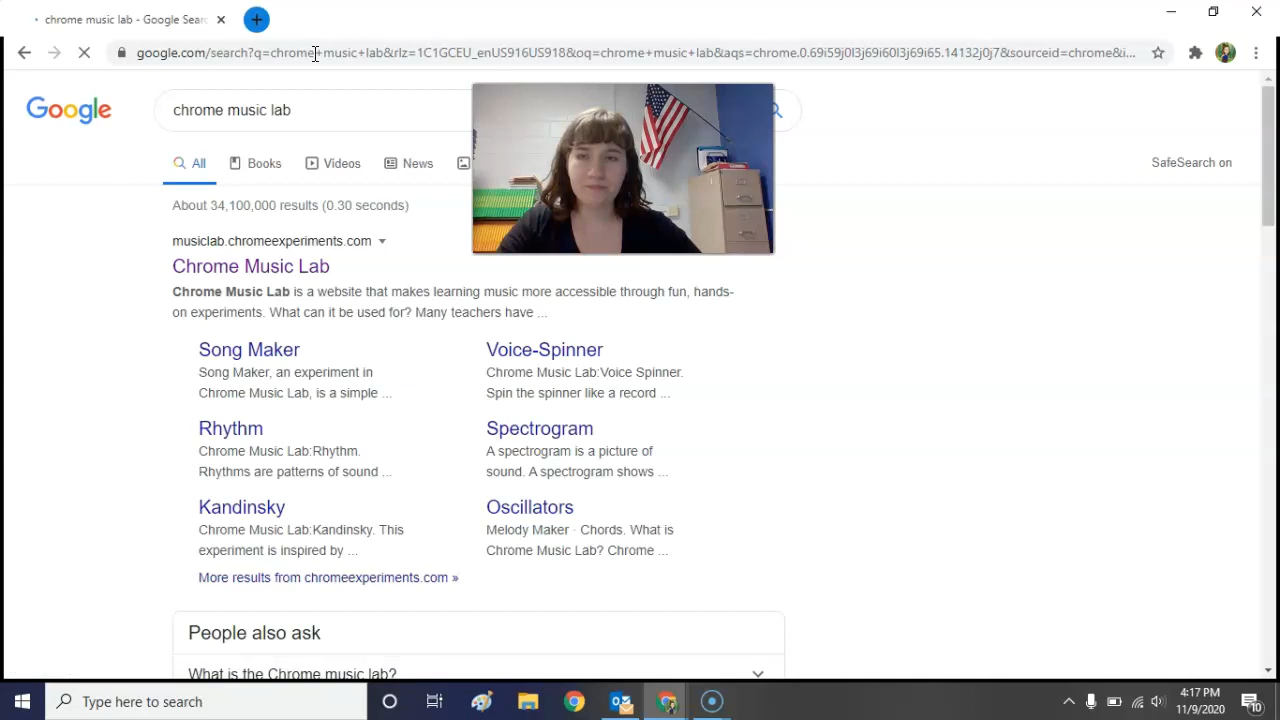 chrome music lab - Google Sear
google.com/search?q=chrome+music+lab&rlz=1C1GCEU_enUS916US918&oq=chrome+music+lab&aqs=chrome.0.69i59j0l3j69i60l3j69i65.14132j0j7&sourceid=chrome&i...
Google
chrome music lab
All Books Videos News
SafeSearch on
About 34,100,000 results (0.30 seconds)
musiclab.chromeexperiments.com
Chrome Music Lab
Chrome Music Lab is a website that makes learning music more accessible through fun, hands-
on experiments. What can it be used for? Many teachers have ...
Song Maker
Song Maker, an experiment in
Chrome Music Lab, is a simple ...
Voice-Spinner
Chrome Music Lab:Voice Spinner.
Spin the spinner like a record ...
Rhythm
Chrome Music Lab:Rhythm.
Rhythms are patterns of sound ...
Spectrogram
A spectrogram is a picture of
sound. A spectrogram shows ...
Kandinsky
Chrome Music Lab:Kandinsky. This
experiment is inspired by ...
Oscillators
Melody Maker · Chords. What is
Chrome Music Lab? Chrome ...
More results from chromeexperiments.com »
People also ask
What is the Chrome music lab?
Type here to search
4:17 PM
11/9/2020
10